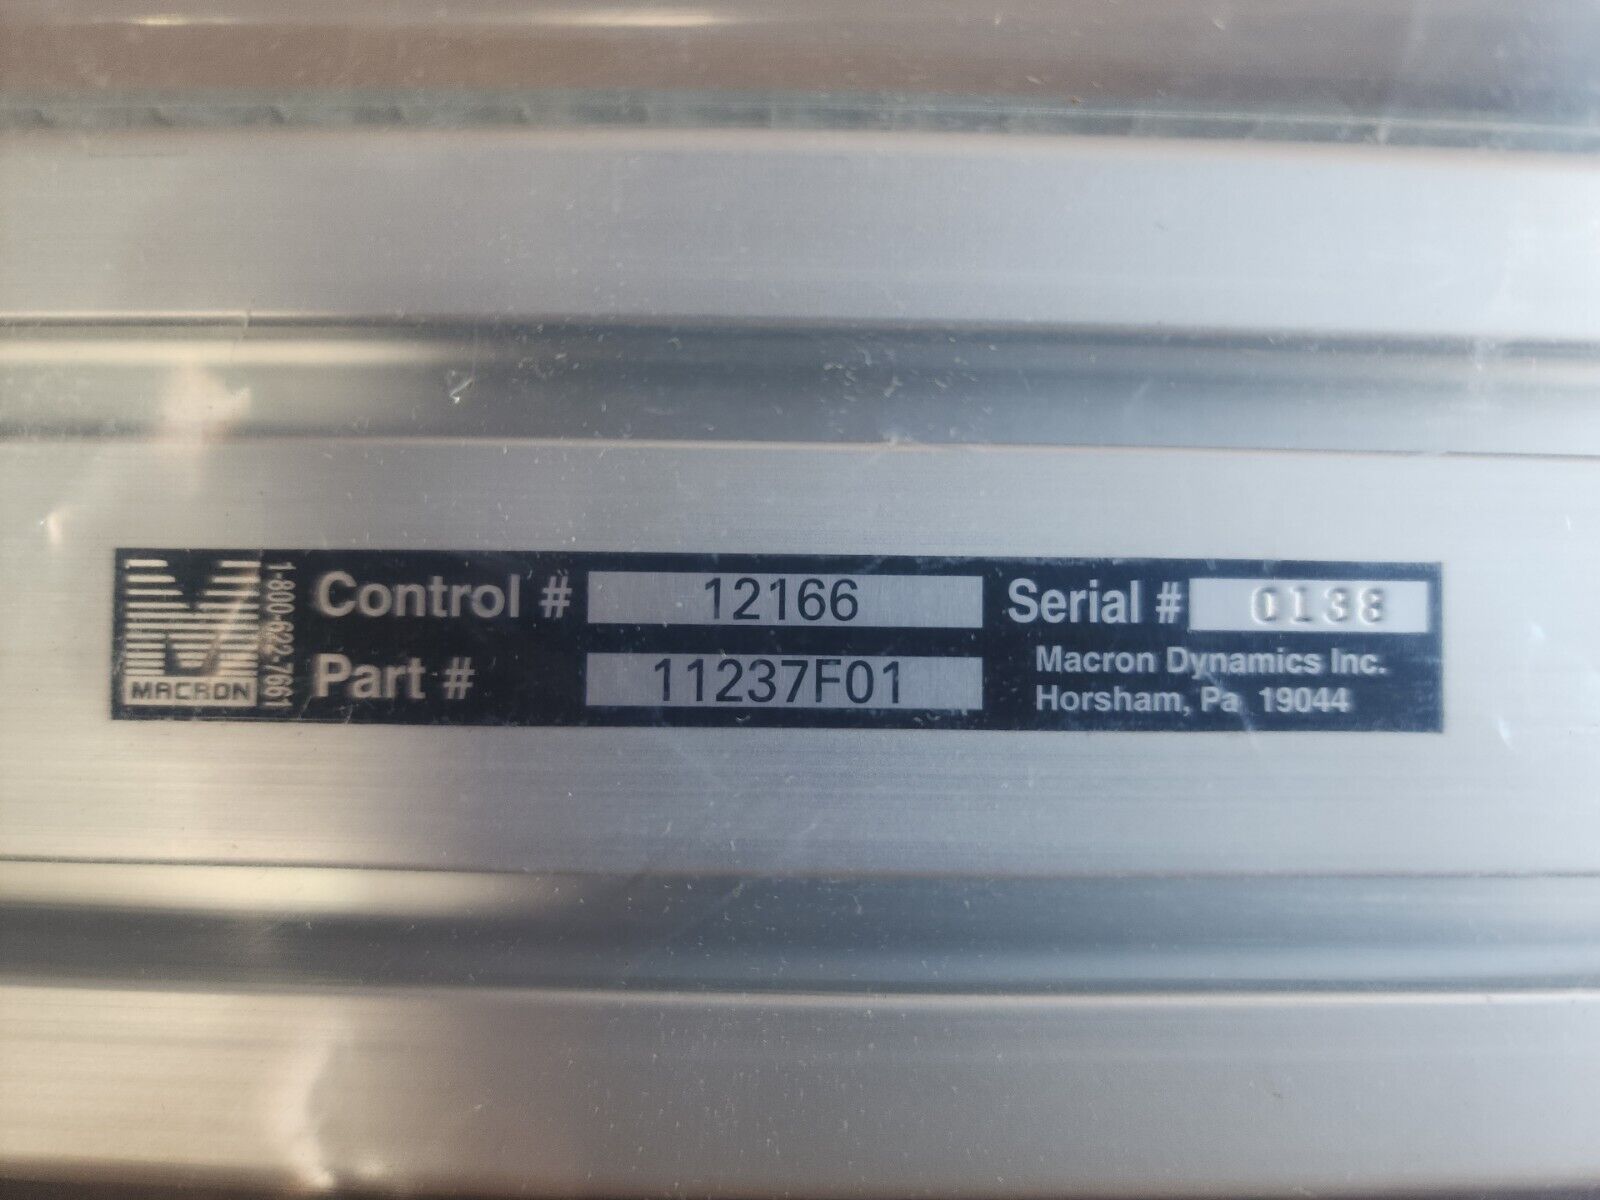 MACRON
1-800-622-7661
Control # 12166
Part # 11237F01
Serial # 0138
Macron Dynamics Inc.
Horsham, Pa 19044